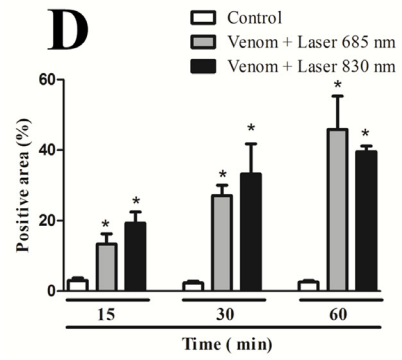 D
Control
Venom + Laser 685 nm
Venom + Laser 830 nm
Positive area (%)
60
40
20
0
* * * * * *
15 30 60
Time ( min)